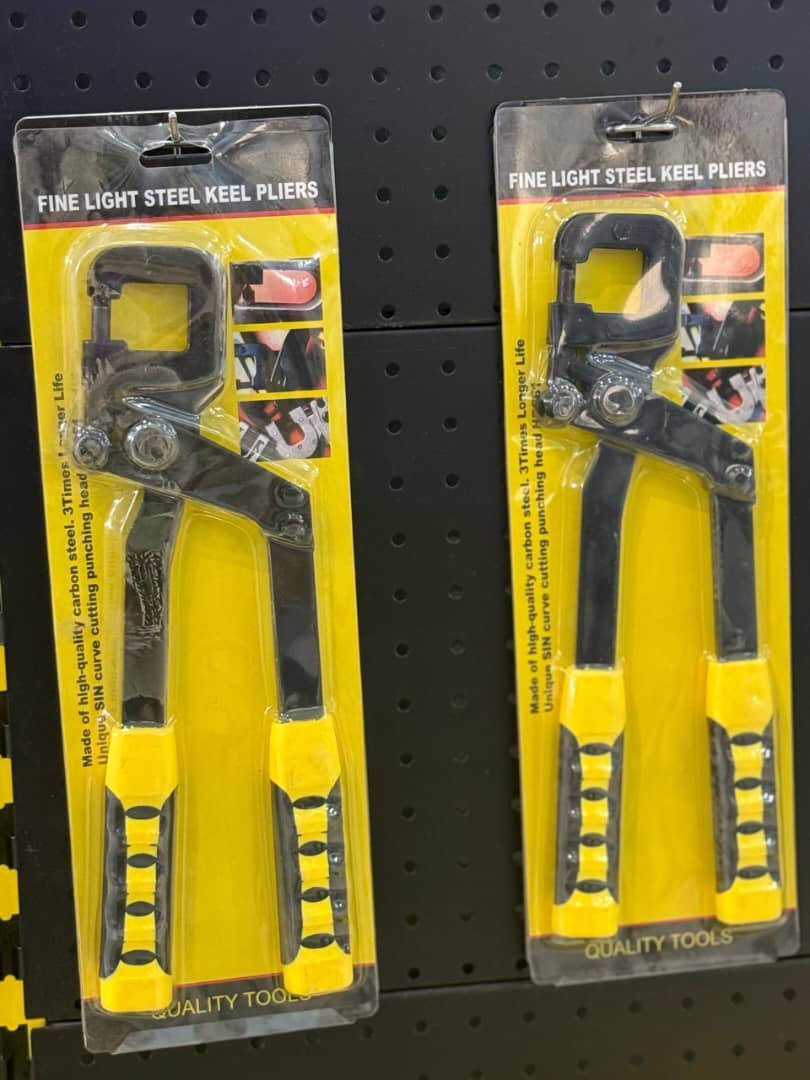 FINE LIGHT STEEL KEEL PLIERS
Made of high-quality carbon steel. 3Times Longer Life
Unique SIN curve cutting punching head
QUALITY TOOLS
FINE LIGHT STEEL KEEL PLIERS
Made of high-quality carbon steel. 3Times Longer Life
Unique SIN curve cutting punching head
QUALITY TOOLS